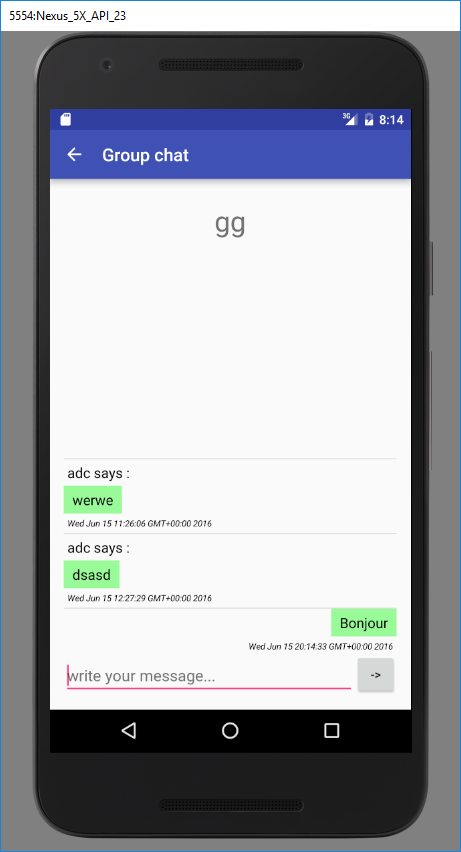 5554:Nexus_5X_API_23
3G 8:14
Group chat
gg
adc says :
werwe
Wed Jun 15 11:26:06 GMT+00:00 2016
adc says :
dsasd
Wed Jun 15 12:27:29 GMT+00:00 2016
Bonjour
Wed Jun 15 20:14:33 GMT+00:00 2016
write your message... ->